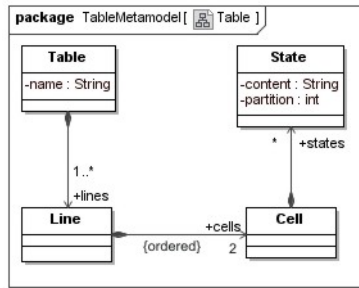 package TableMetamodel[ Table ]
Table
-name : String
State
-content : String
-partition : int
1..*
+lines
*
+states
Line
{ordered}
+cells
2
Cell